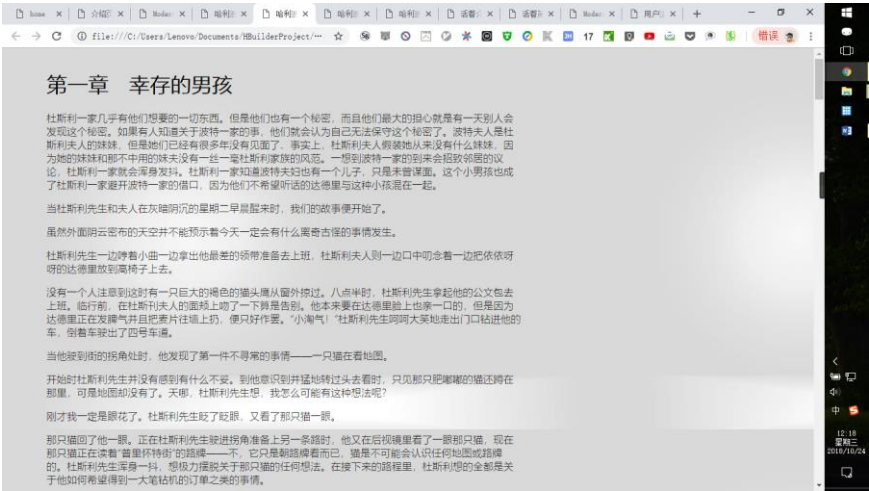 home
介绍
Moder
哈利
哈利
哈利
哈利
话着
话着
Moder
用户
file:///C:/Users/Lenovo/Documents/HBuilderProject/…
17
错误
第一章 幸存的男孩
杜斯利一家几乎有他们想要的一切东西。但是他们也有一个秘密，而且他们最大的担心就是有一天别人会
发现这个秘密。如果有人知道关于波特一家的事，他们就会认为自己无法保守这个秘密了。波特夫人是杜
斯利夫人的妹妹，但是她们已经有很多年没有见面了。事实上，杜斯利夫人假装她从来没有什么妹妹，因
为她的妹妹和那不中用的妹夫没有一丝一毫杜斯利家族的风范。一想到波特一家的到来会招致邻居的议
论，杜斯利一家就会浑身发抖。杜斯利一家知道波特夫妇也有一个儿子，只是未曾谋面。这个小男孩也成
了杜斯利一家避开波特一家的借口，因为他们不希望听话的达德里与这种小孩混在一起。
当杜斯利先生和夫人在灰暗阴沉的星期二早晨醒来时，我们的故事便开始了。
虽然外面阴云密布的天空并不能预示着今天一定会有什么离奇古怪的事情发生。
杜斯利先生一边哼着小曲一边拿出他最差的领带准备去上班，杜斯利夫人则一边口中叨念着一边把依依呀
呀的达德里放到高椅子上去。
没有一个人注意到这时有一只巨大的褐色的猫头鹰从窗外掠过。八点半时，杜斯利先生拿起他的公文包去
上班。临行前，在杜斯利夫人的面颊上吻了一下算是告别。他本来要在达德里脸上也亲一口的，但是因为
达德里正在发脾气并且把麦片往墙上扔，便只好作罢。“小淘气！”杜斯利先生呵呵大笑地走出门口钻进他的
车，倒着车驶出了四号车道。
当他驶到街的拐角处时，他发现了第一件不寻常的事情——一只猫在看地图。
开始时杜斯利先生并没有感到有什么不妥。到他意识到并猛地转过头去看时，只见那只肥嘟嘟的猫还蹲在
那里，可是地图却没有了。天哪，杜斯利先生想，我怎么可能有这种想法呢？
刚才我一定是眼花了。杜斯利先生眨了眨眼，又看了那只猫一眼。
那只猫回了他一眼。正在杜斯利先生驶进拐角准备上另一条路时，他又在后视镜里看了一眼那只猫，现在
那只猫正在读着“普里怀特街”的路牌——不，它只是朝路牌看而已，猫是不可能会认识任何地图或路牌
的。杜斯利先生浑身一抖，想极力摆脱关于那只猫的任何想法。在接下来的路程里，杜斯利想的全都是关
于他如何希望得到一大笔钻机的订单之类的事情。
中
12:18
星期三
2018/10/24